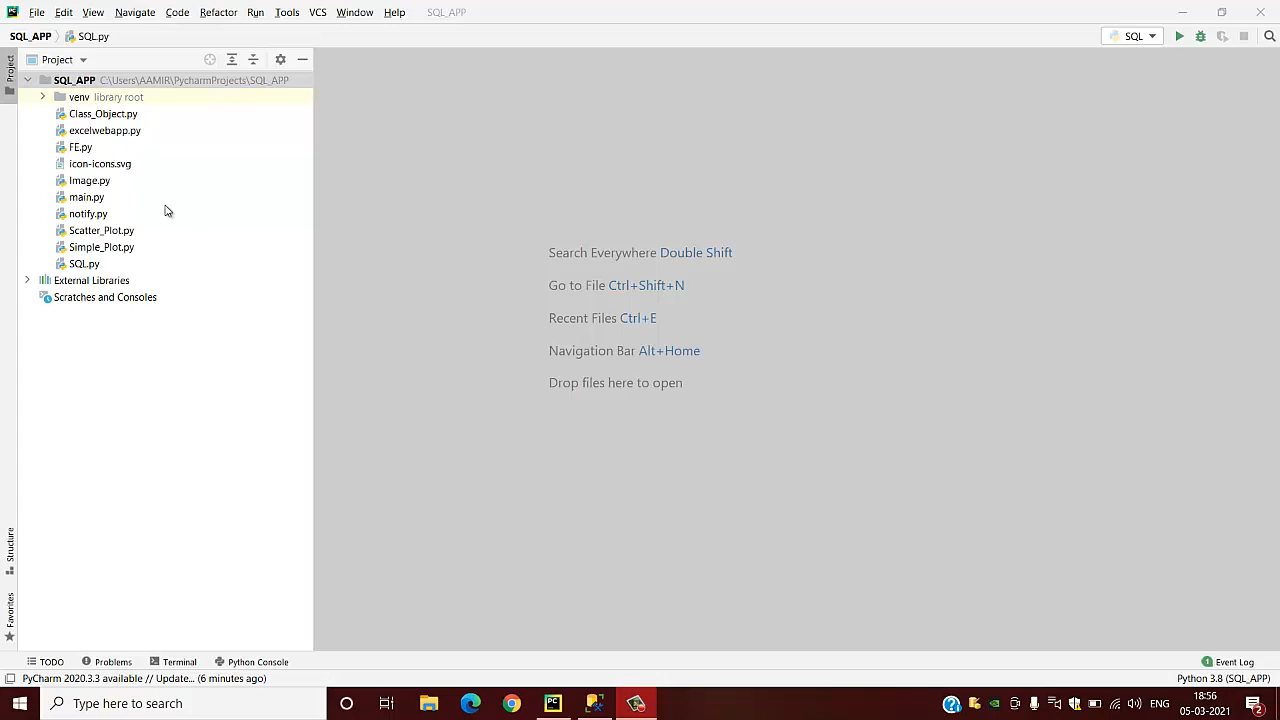 PC File Edit View Navigate Code Refactor Run Tools VCS Window Help SQL_APP
SQL_APP SQL.py SQL
Project
Project
SQL_APP C:\Users\AAMIR\PycharmProjects\SQL_APP
venv library root
Class_Object.py
excelwebapp.py
FE.py
icon-icons.svg
Image.py
main.py
notify.py
Scatter_Plot.py
Simple_Plot.py
SQL.py
External Libraries
Scratches and Consoles
Search Everywhere Double Shift
Go to File Ctrl+Shift+N
Recent Files Ctrl+E
Navigation Bar Alt+Home
Drop files here to open
Structure
Favorites
TODO Problems Terminal Python Console 1 Event Log
PyCharm 2020.3.3 available // Update... (6 minutes ago) Python 3.8 (SQL_APP)
Type here to search PC ENG 18:56
05-03-2021 2